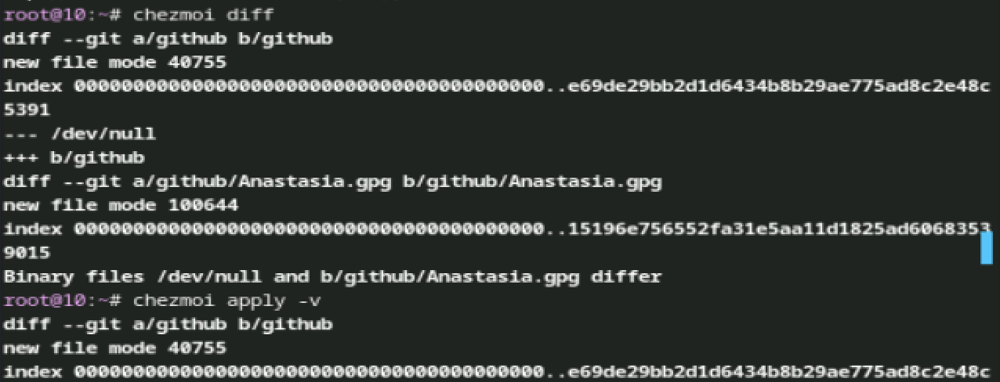 root@10:~# chezmoi diff
diff --git a/github b/github
new file mode 40755
index 0000000000000000000000000000000000000000..e69de29bb2d1d6434b8b29ae775ad8c2e48c
5391
--- /dev/null
+++ b/github
diff --git a/github/Anastasia.gpg b/github/Anastasia.gpg
new file mode 100644
index 0000000000000000000000000000000000000000..15196e756552fa31e5aa11d1825ad6068353
9015
Binary files /dev/null and b/github/Anastasia.gpg differ
root@10:~# chezmoi apply -v
diff --git a/github b/github
new file mode 40755
index 0000000000000000000000000000000000000000..e69de29bb2d1d6434b8b29ae775ad8c2e48c